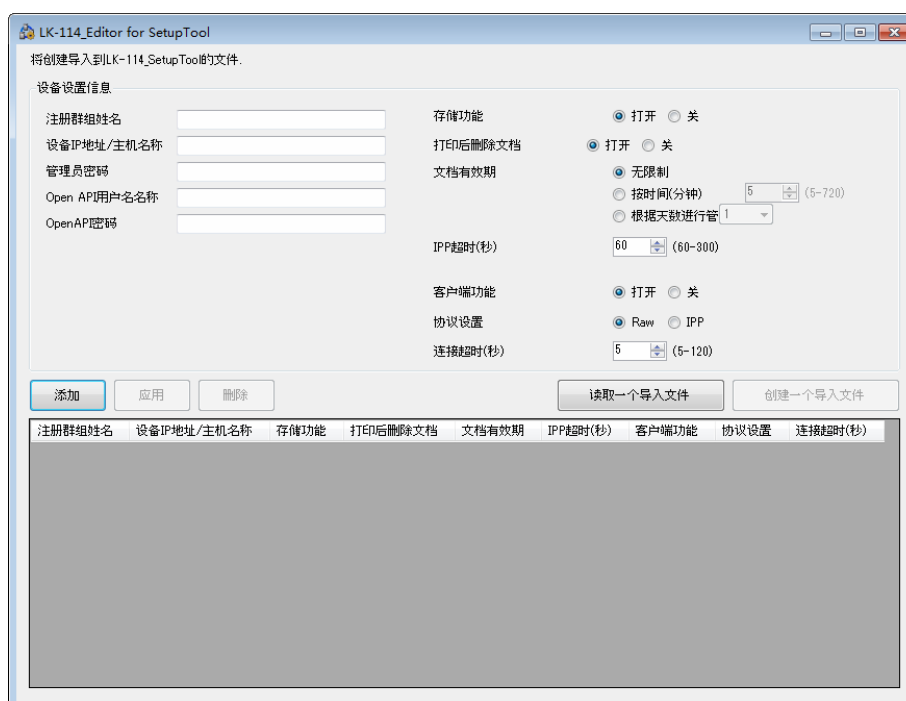 LK-114_Editor for SetupTool
将创建导入到LK-114_SetupTool的文件.
设备设置信息
注册群组姓名
设备IP地址/主机名称
管理员密码
Open API用户名名称
OpenAPI密码
存储功能 打开 关
打印后删除文档 打开 关
文档有效期 无限制
按时间(分钟) 5 (5-720)
根据天数进行管 1
IPP超时(秒) 60 (60-300)
客户端功能 打开 关
协议设置 Raw IPP
连接超时(秒) 5 (5-120)
添加 应用 删除 读取一个导入文件 创建一个导入文件
注册群组姓名 设备IP地址/主机名称 存储功能 打印后删除文档 文档有效期 IPP超时(秒) 客户端功能 协议设置 连接超时(秒)